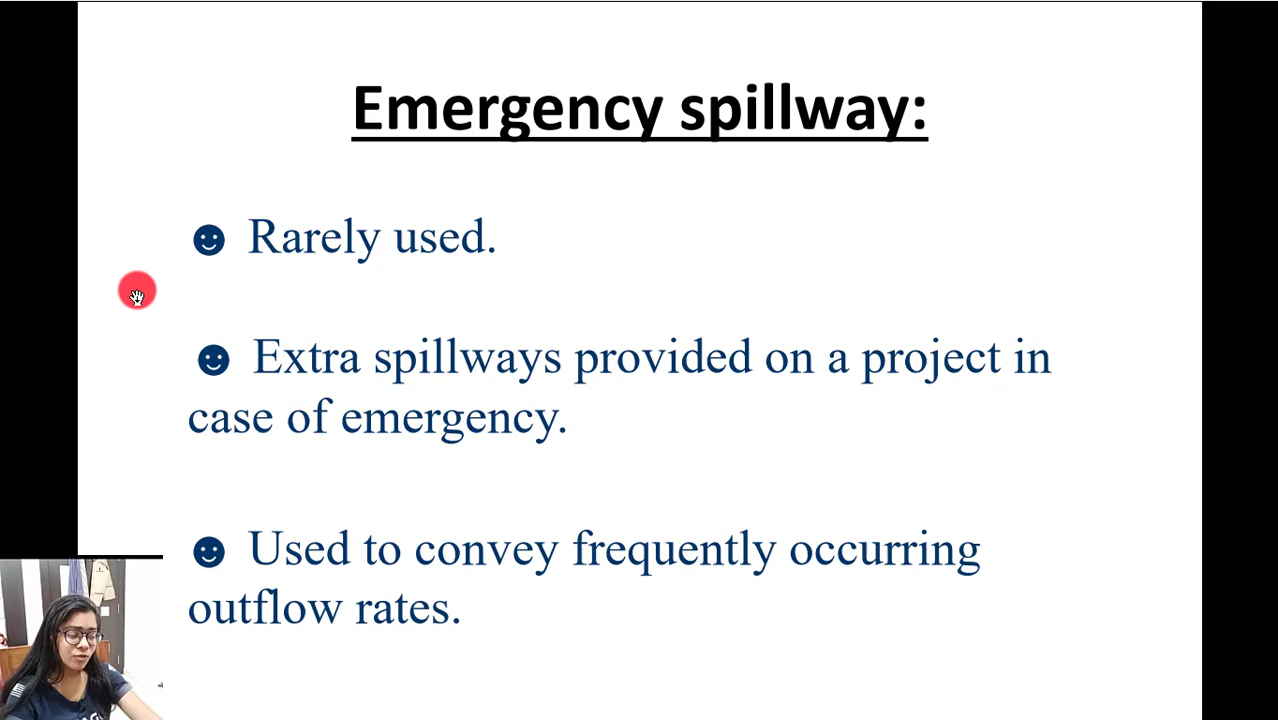 Emergency spillway:
☻ Rarely used.
☻ Extra spillways provided on a project in
case of emergency.
☻ Used to convey frequently occurring
outflow rates.